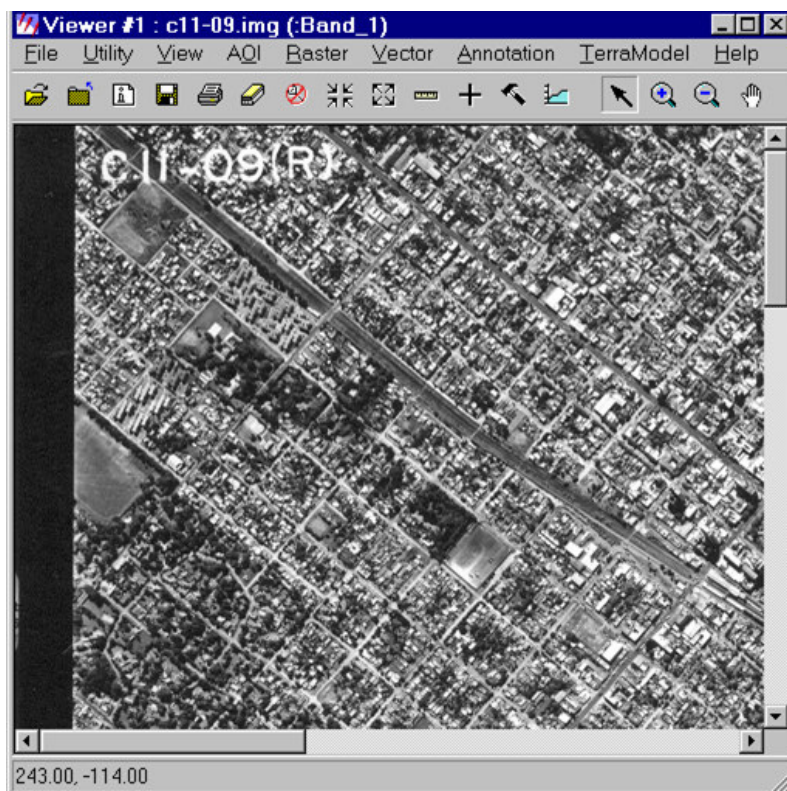 Viewer #1 : c11-09.img (:Band_1)
File Utility View AOI Raster Vector Annotation TerraModel Help
C11-09(R)
243.00, -114.00